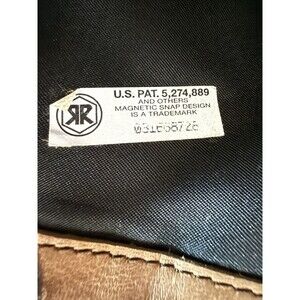 U.S. PAT. 5,274,889
AND OTHERS
MAGNETIC SNAP DESIGN
IS A TRADEMARK